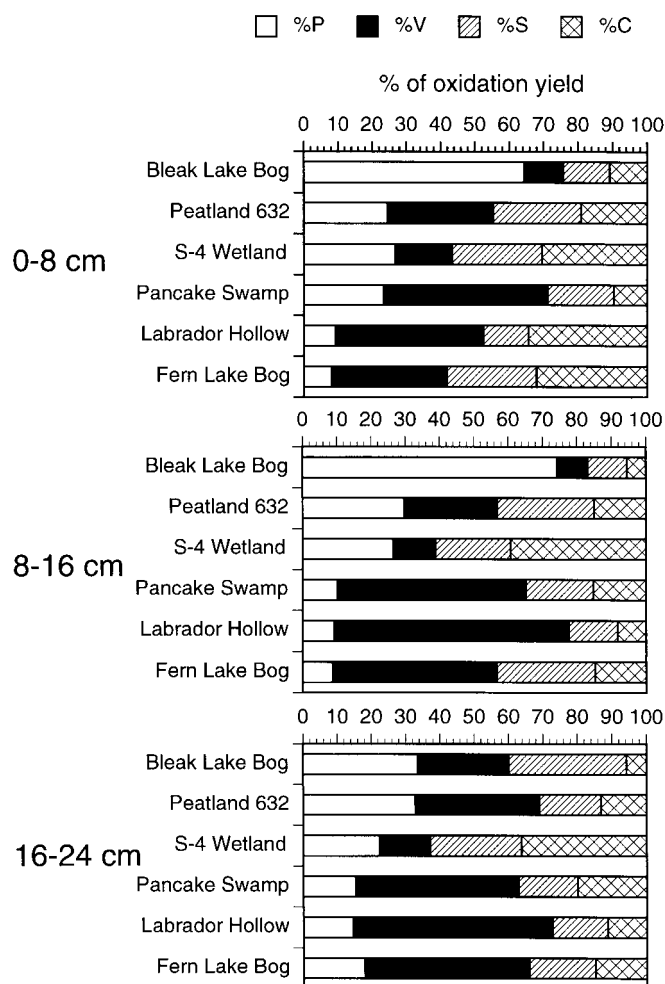 %P %V %S %C
% of oxidation yield
0 10 20 30 40 50 60 70 80 90 100
0-8 cm
Bleak Lake Bog
Peatland 632
S-4 Wetland
Pancake Swamp
Labrador Hollow
Fern Lake Bog
0 10 20 30 40 50 60 70 80 90 100
8-16 cm
Bleak Lake Bog
Peatland 632
S-4 Wetland
Pancake Swamp
Labrador Hollow
Fern Lake Bog
0 10 20 30 40 50 60 70 80 90 100
16-24 cm
Bleak Lake Bog
Peatland 632
S-4 Wetland
Pancake Swamp
Labrador Hollow
Fern Lake Bog